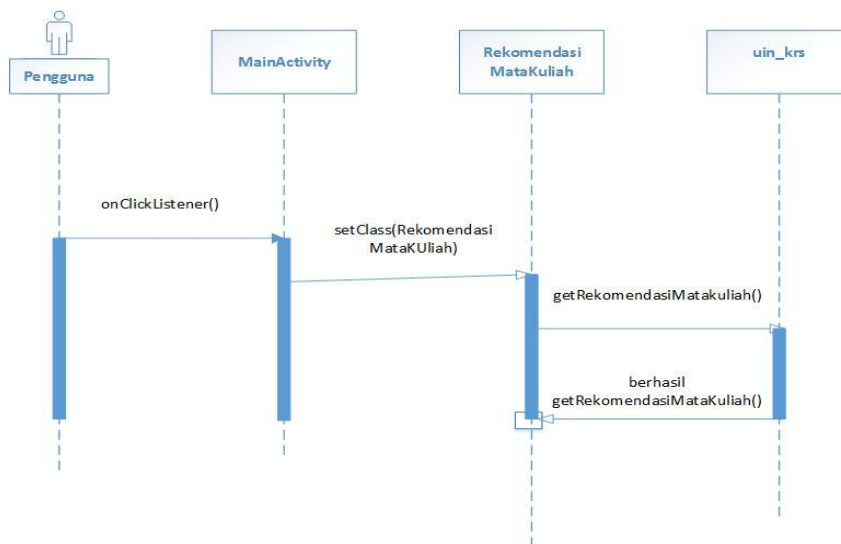 Pengguna
MainActivity
Rekomendasi
MataKuliah
uin_krs
onClickListener()
setClass(Rekomendasi
MataKUliah)
getRekomendasiMatakuliah()
berhasil
getRekomendasiMataKuliah()